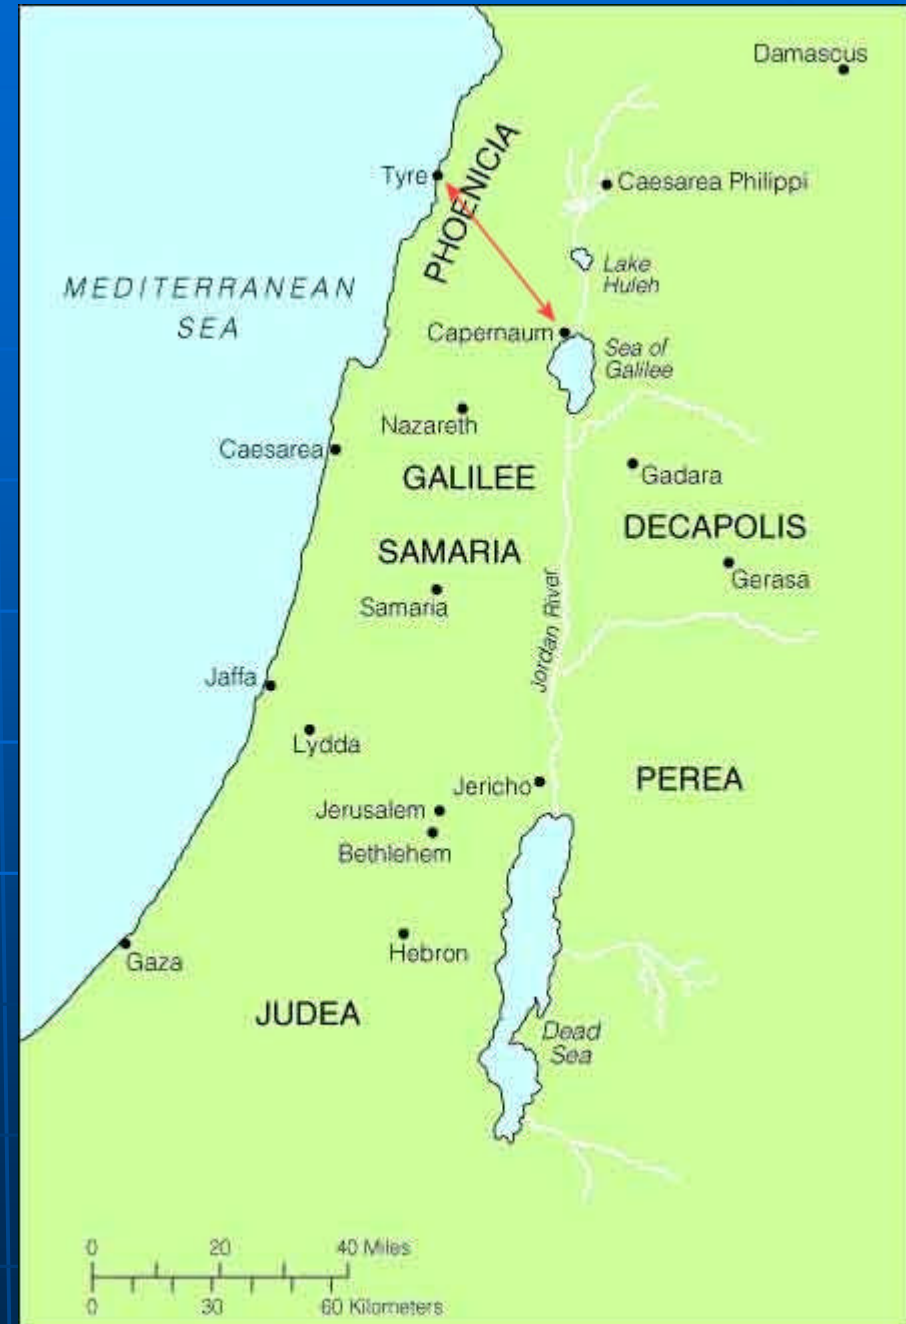 Damascus
PHOENICIA
Tyre
Caesarea Philippi
Lake
Huleh
MEDITERRANEAN
SEA
Capernaum
Sea of
Galilee
Nazareth
Caesarea
GALILEE
Gadara
DECAPOLIS
SAMARIA
Gerasa
Samaria
Jordan River
Jaffa
Lydda
Jericho
PEREA
Jerusalem
Bethlehem
Hebron
Gaza
JUDEA
Dead
Sea
0 20 40 Miles
0 30 60 Kilometers